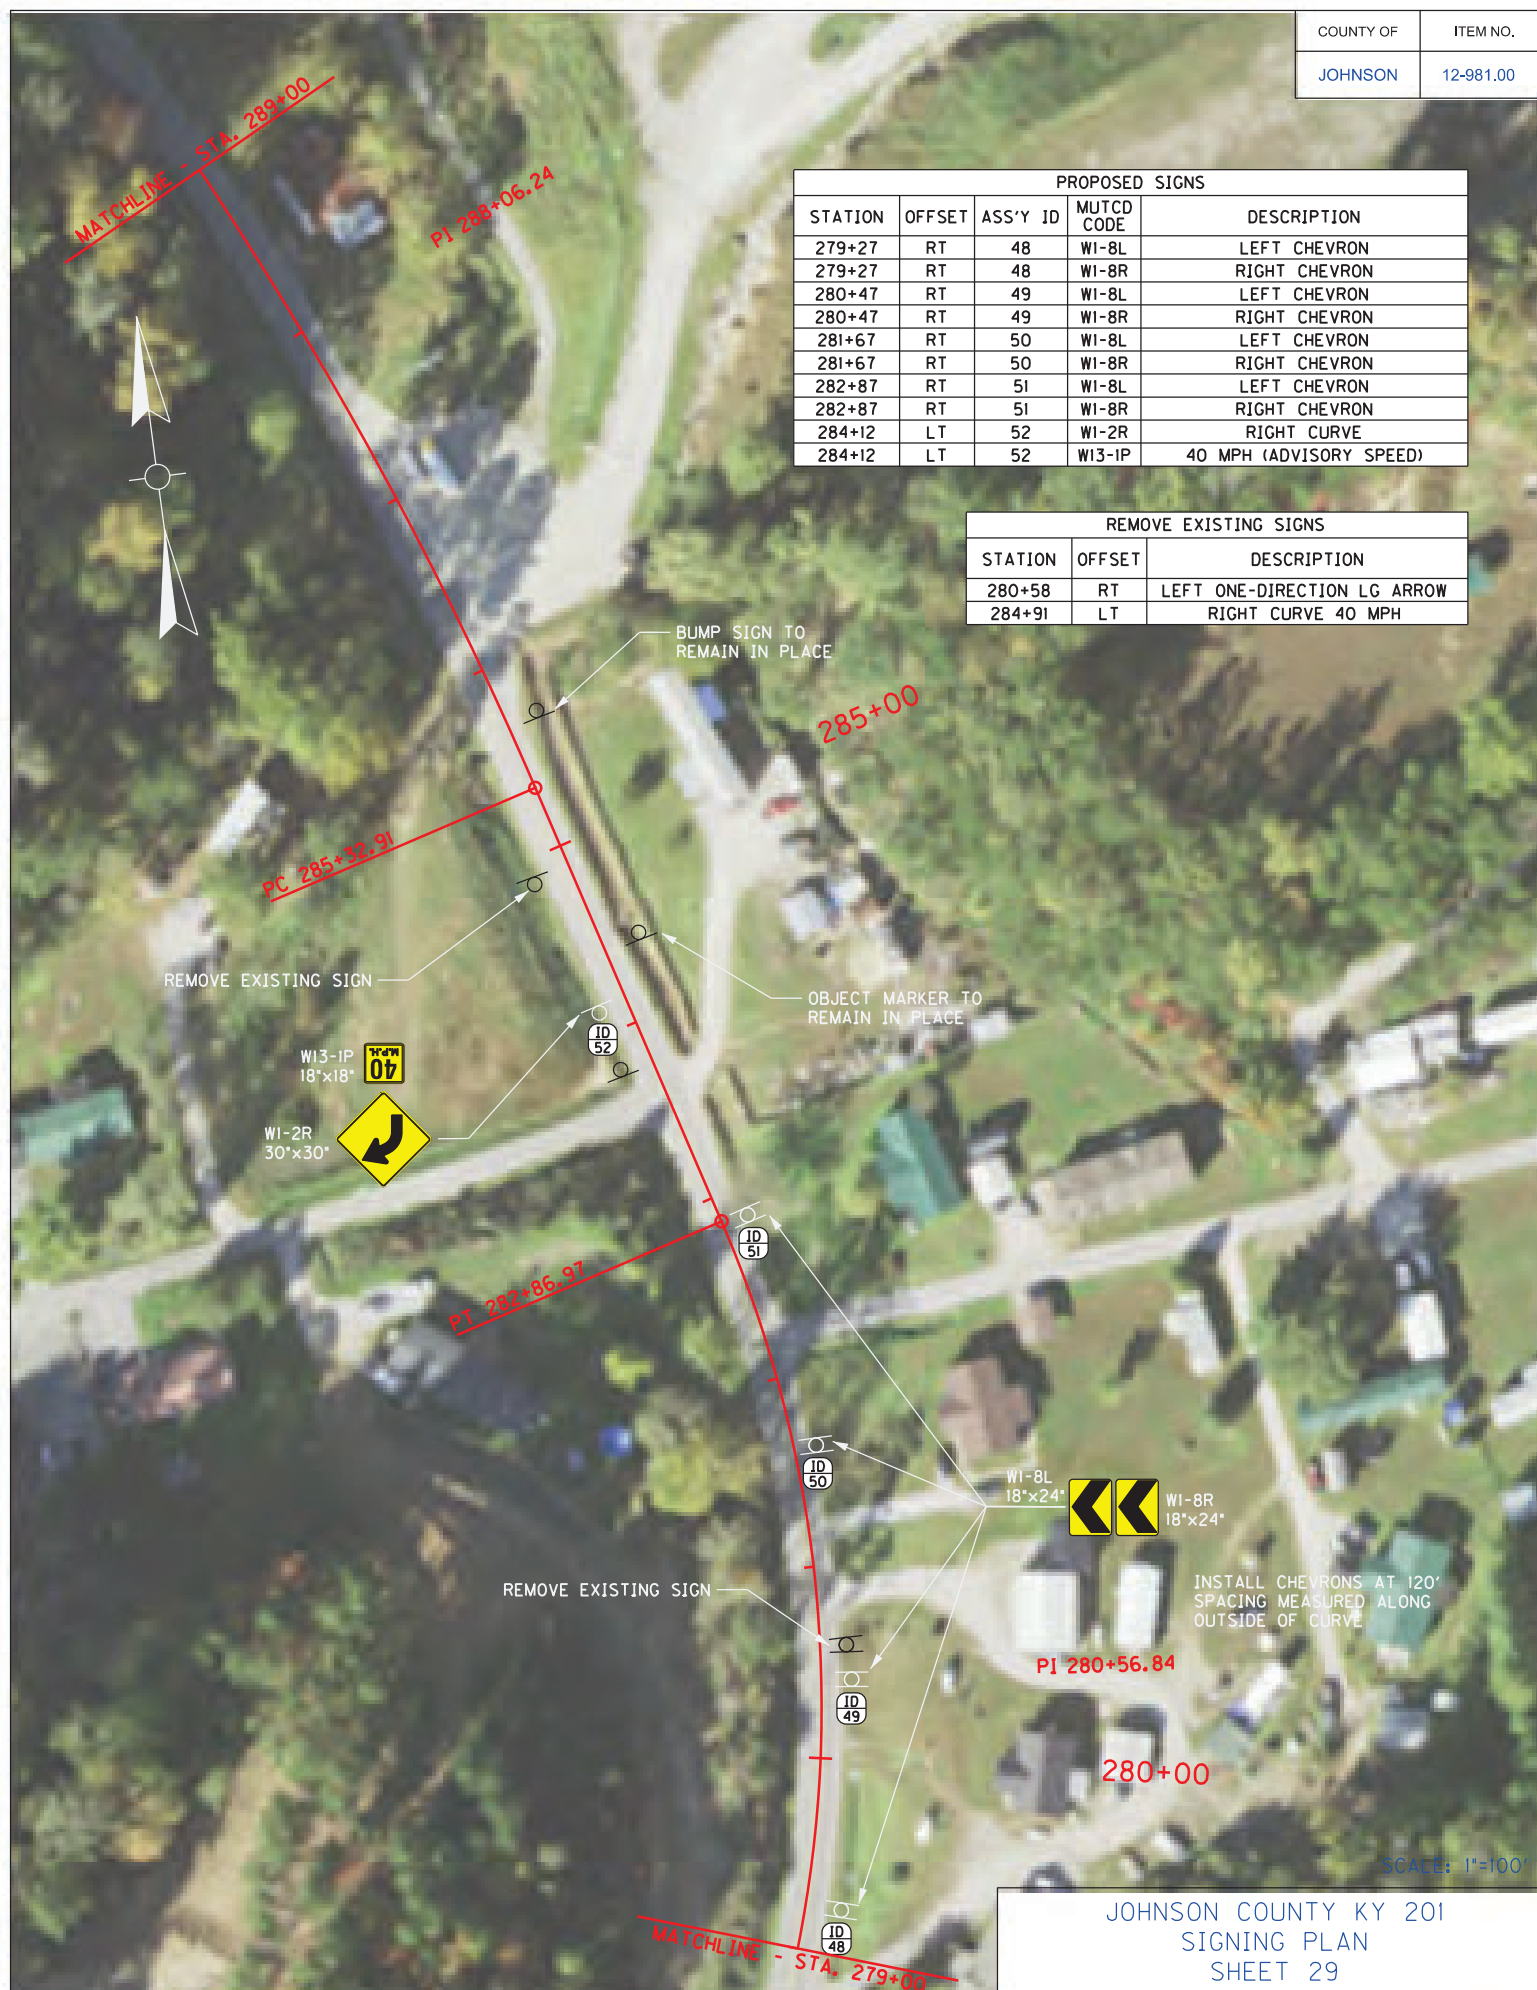 COUNTY OF
ITEM NO.
JOHNSON
12-981.00
MATCHLINE - STA. 289+00
PI 288+06.24
PROPOSED SIGNS
STATION OFFSET ASS'Y ID MUTCD CODE DESCRIPTION
279+27 RT 48 W1-8L LEFT CHEVRON
279+27 RT 48 W1-8R RIGHT CHEVRON
280+47 RT 49 W1-8L LEFT CHEVRON
280+47 RT 49 W1-8R RIGHT CHEVRON
281+67 RT 50 W1-8L LEFT CHEVRON
281+67 RT 50 W1-8R RIGHT CHEVRON
282+87 RT 51 W1-8L LEFT CHEVRON
282+87 RT 51 W1-8R RIGHT CHEVRON
284+12 LT 52 W1-2R RIGHT CURVE
284+12 LT 52 W13-1P 40 MPH (ADVISORY SPEED)
REMOVE EXISTING SIGNS
STATION OFFSET DESCRIPTION
280+58 RT LEFT ONE-DIRECTION LG ARROW
284+91 LT RIGHT CURVE 40 MPH
BUMP SIGN TO
REMAIN IN PLACE
285+00
PC 285+32.91
REMOVE EXISTING SIGN
OBJECT MARKER TO
REMAIN IN PLACE
ID
52
W13-1P
18"x18"
40
M.P.H.
W1-2R
30"x30"
ID
51
PT 282+86.97
ID
50
W1-8L
18"x24"
W1-8R
18"x24"
REMOVE EXISTING SIGN
INSTALL CHEVRONS AT 120'
SPACING MEASURED ALONG
OUTSIDE OF CURVE
PI 280+56.84
ID
49
280+00
SCALE: 1"=100'
ID
48
MATCHLINE - STA. 279+00
JOHNSON COUNTY KY 201
SIGNING PLAN
SHEET 29